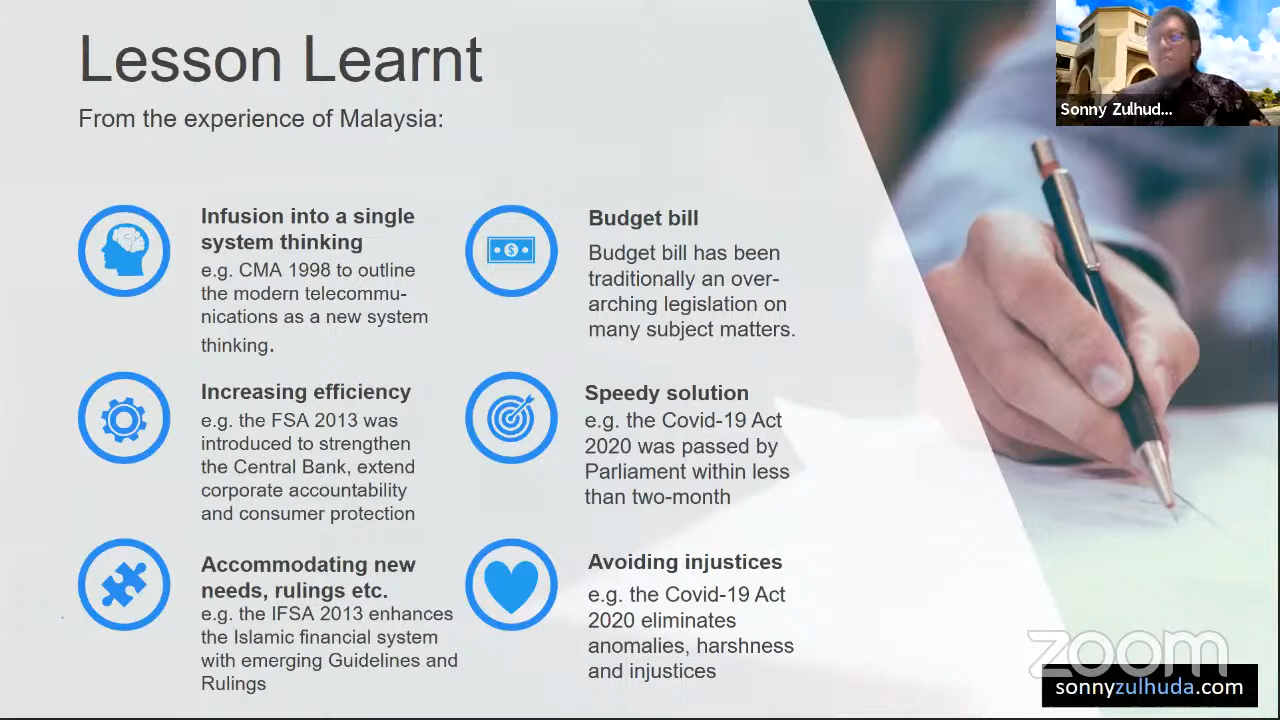 Lesson Learnt
From the experience of Malaysia:
Infusion into a single
system thinking
e.g. CMA 1998 to outline
the modern telecommu-
nications as a new system
thinking.
Increasing efficiency
e.g. the FSA 2013 was
introduced to strengthen
the Central Bank, extend
corporate accountability
and consumer protection
Accommodating new
needs, rulings etc.
e.g. the IFSA 2013 enhances
the Islamic financial system
with emerging Guidelines and
Rulings
Budget bill
Budget bill has been
traditionally an over-
arching legislation on
many subject matters.
Speedy solution
e.g. the Covid-19 Act
2020 was passed by
Parliament within less
than two-month
Avoiding injustices
e.g. the Covid-19 Act
2020 eliminates
anomalies, harshness
and injustices
Sonny Zulhud...
zoom
sonnyzulhuda.com